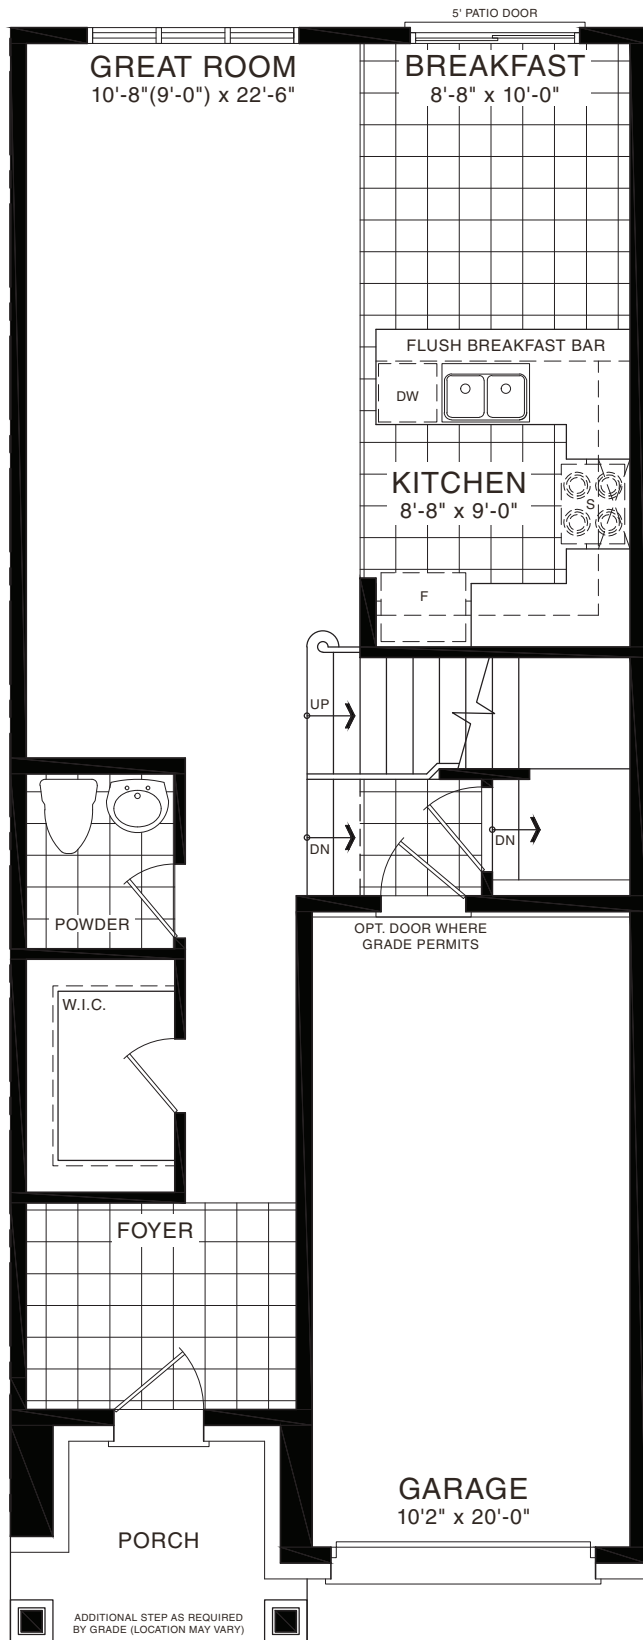 5' PATIO DOOR
GREAT ROOM
10'-8"(9'-0") x 22'-6"
BREAKFAST
8'-8" x 10'-0"
FLUSH BREAKFAST BAR
DW
KITCHEN
8'-8" x 9'-0"
S
F
UP
DN
DN
POWDER
OPT. DOOR WHERE
GRADE PERMITS
W.I.C.
FOYER
GARAGE
10'2" x 20'-0"
PORCH
ADDITIONAL STEP AS REQUIRED
BY GRADE (LOCATION MAY VARY)